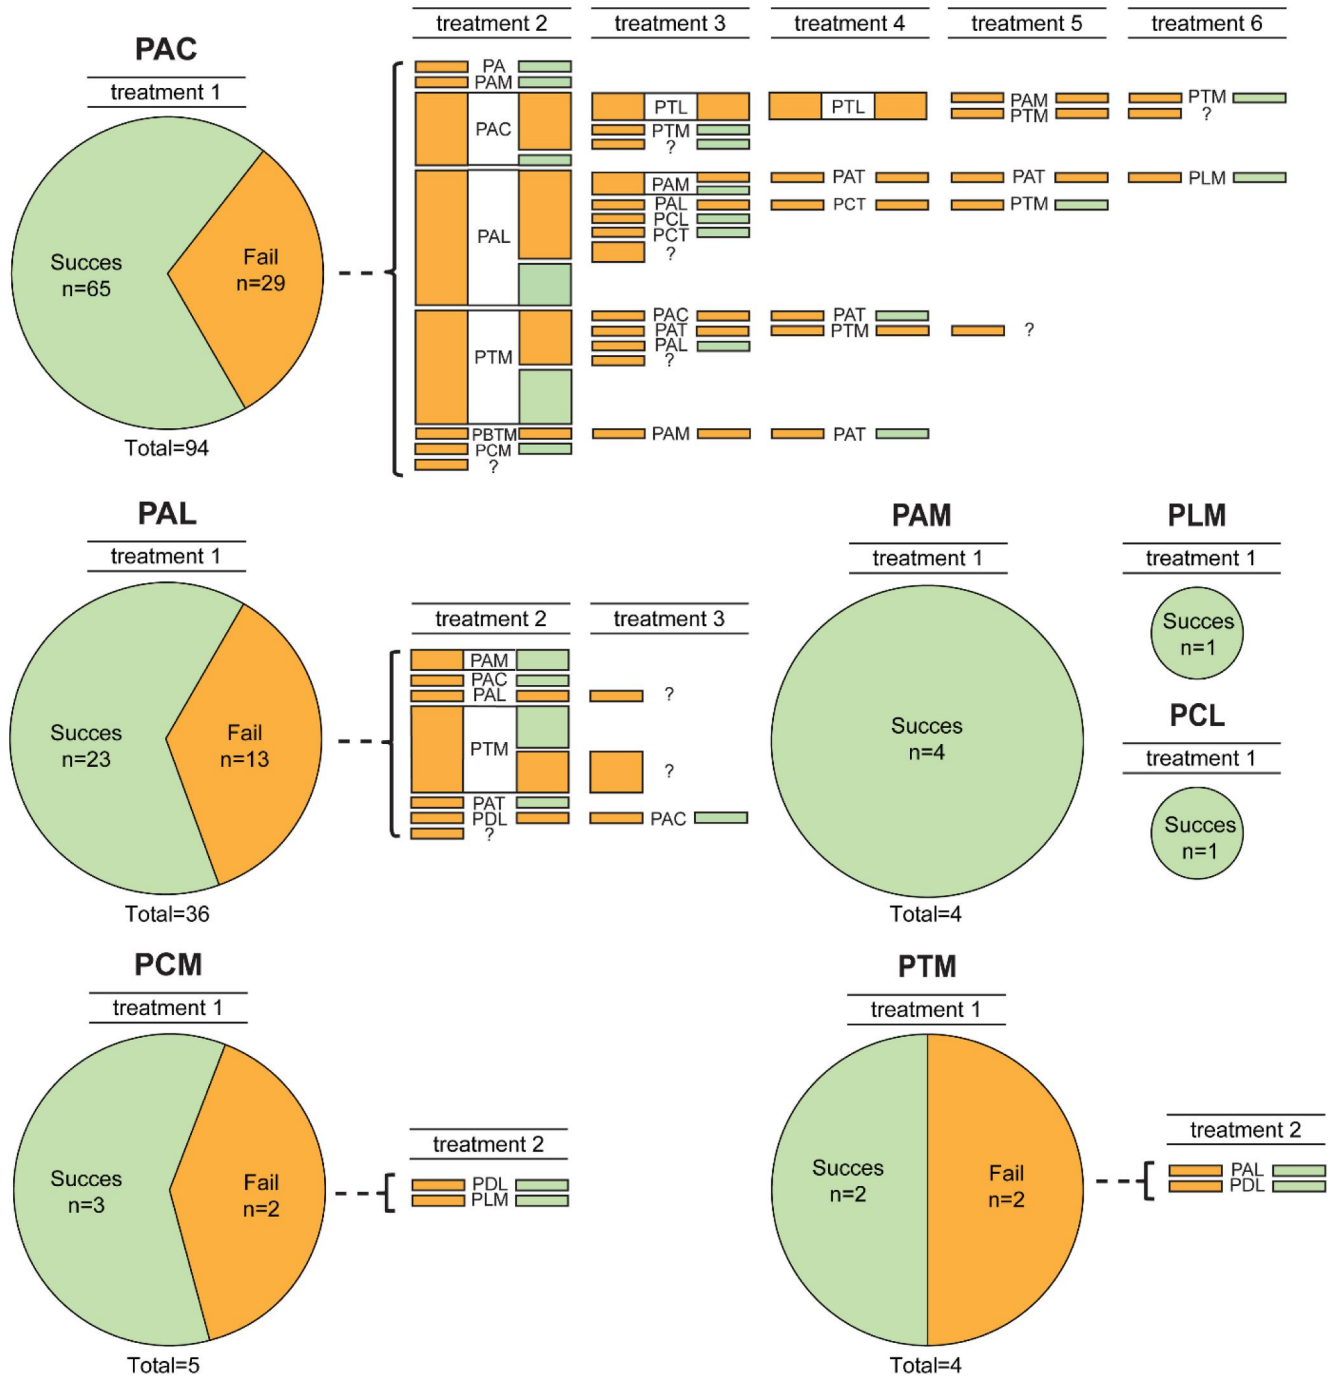 treatment 2 treatment 3 treatment 4 treatment 5 treatment 6
PAC
treatment 1
Succes
n=65
Fail
n=29
Total=94
PA
PAM
PAC
PTL PTL PAM PTM
PTM PTM ?
?
PAL
PAM PAT PAT PLM
PAL PCT PTM
PCL
PCT
?
PTM
PAC PAT
PAT PTM ?
PAL
?
PBTM PAM PAT
PCM
?
PAL
treatment 1
Succes
n=23
Fail
n=13
Total=36
treatment 2 treatment 3
PAM
PAC
PAL ?
PTM ?
PAT
PDL PAC
?
PAM
treatment 1
Succes
n=4
Total=4
PLM
treatment 1
Succes
n=1
PCL
treatment 1
Succes
n=1
PCM
treatment 1
Succes
n=3
Fail
n=2
Total=5
treatment 2
PDL
PLM
PTM
treatment 1
Succes
n=2
Fail
n=2
Total=4
treatment 2
PAL
PDL